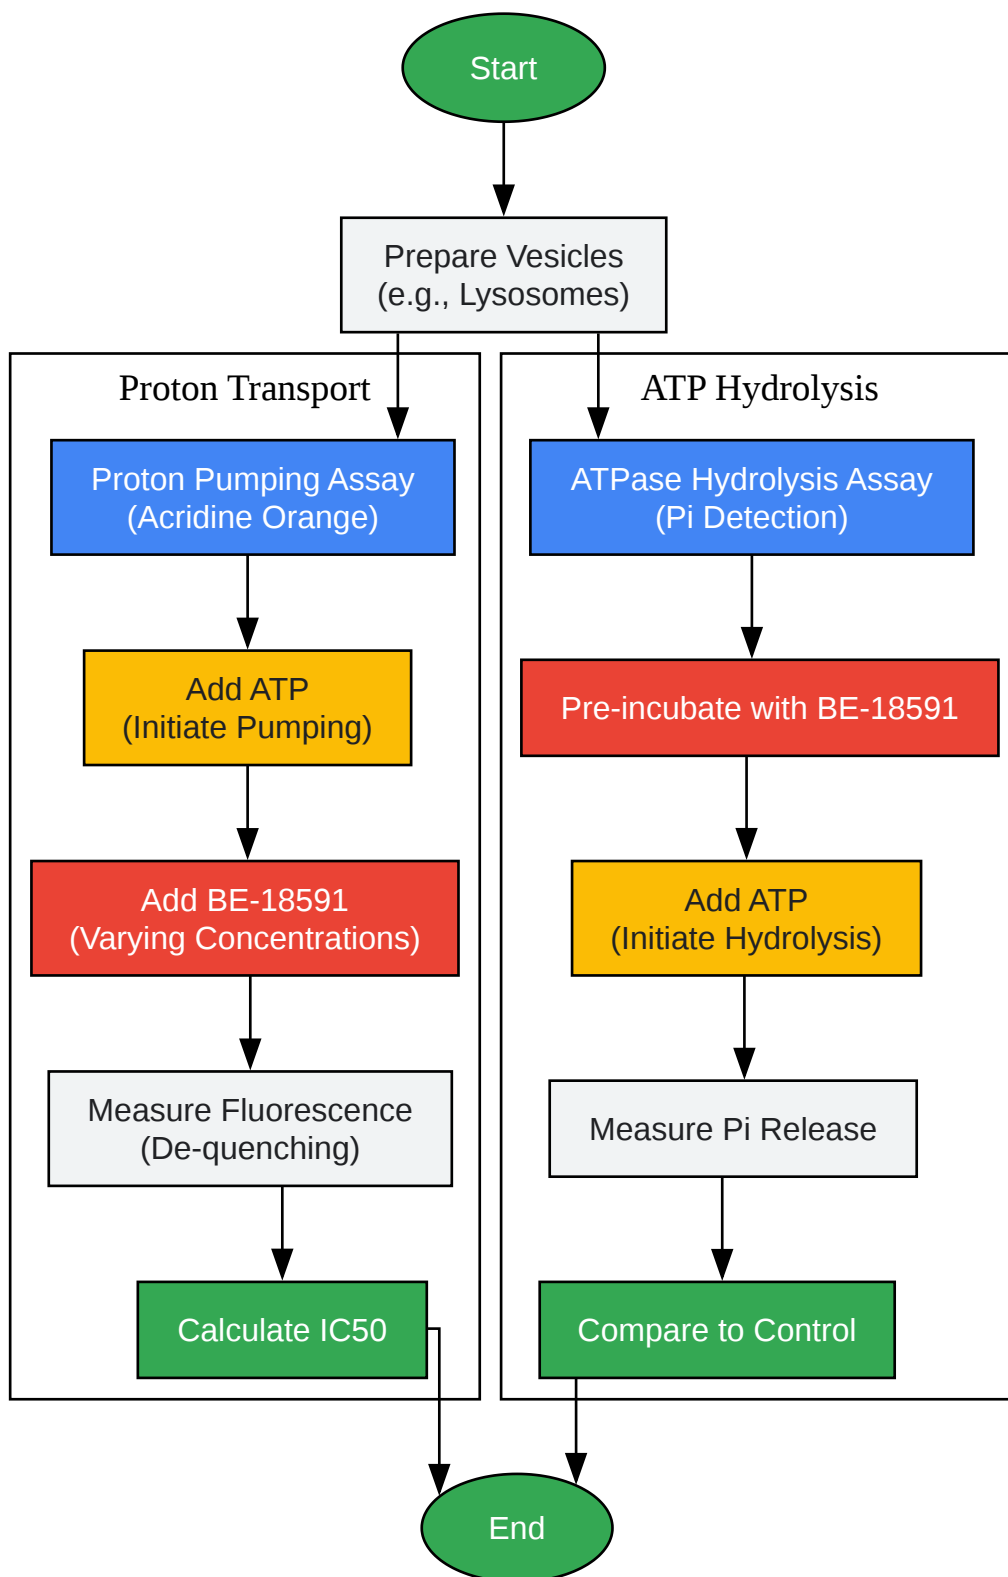 Start
Prepare Vesicles
(e.g., Lysosomes)
Proton Transport
Proton Pumping Assay
(Acridine Orange)
Add ATP
(Initiate Pumping)
Add BE-18591
(Varying Concentrations)
Measure Fluorescence
(De-quenching)
Calculate IC50
ATP Hydrolysis
ATPase Hydrolysis Assay
(Pi Detection)
Pre-incubate with BE-18591
Add ATP
(Initiate Hydrolysis)
Measure Pi Release
Compare to Control
End